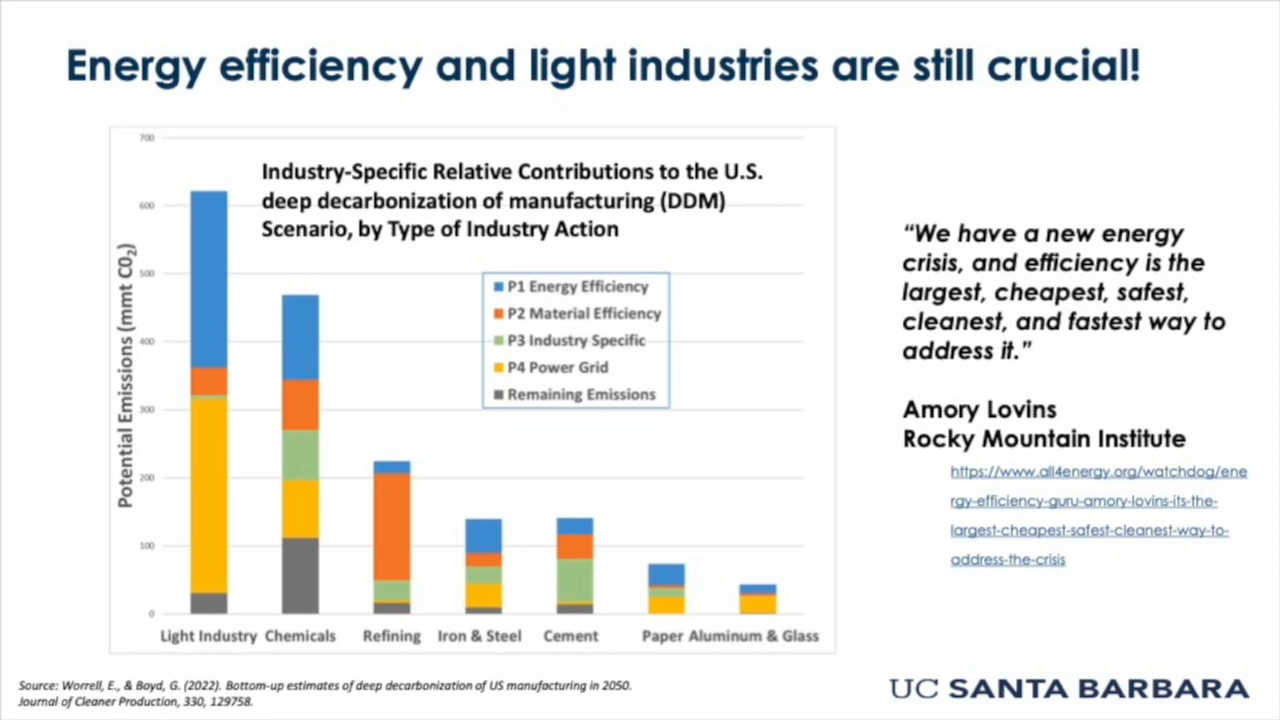 Energy efficiency and light industries are still crucial!
Industry-Specific Relative Contributions to the U.S.
deep decarbonization of manufacturing (DDM)
Scenario, by Type of Industry Action
Potential Emissions (mmt C0₂)
700
600
500
400
300
200
100
0
P1 Energy Efficiency
P2 Material Efficiency
P3 Industry Specific
P4 Power Grid
Remaining Emissions
Light Industry Chemicals Refining Iron & Steel Cement Paper Aluminum & Glass
“We have a new energy
crisis, and efficiency is the
largest, cheapest, safest,
cleanest, and fastest way to
address it.”
Amory Lovins
Rocky Mountain Institute
https://www.all4energy.org/watchdog/ene
rgy-efficiency-guru-amory-lovins-its-the-
largest-cheapest-safest-cleanest-way-to-
address-the-crisis
Source: Worrell, E., & Boyd, G. (2022). Bottom-up estimates of deep decarbonization of US manufacturing in 2050.
Journal of Cleaner Production, 330, 129758.
UC SANTA BARBARA